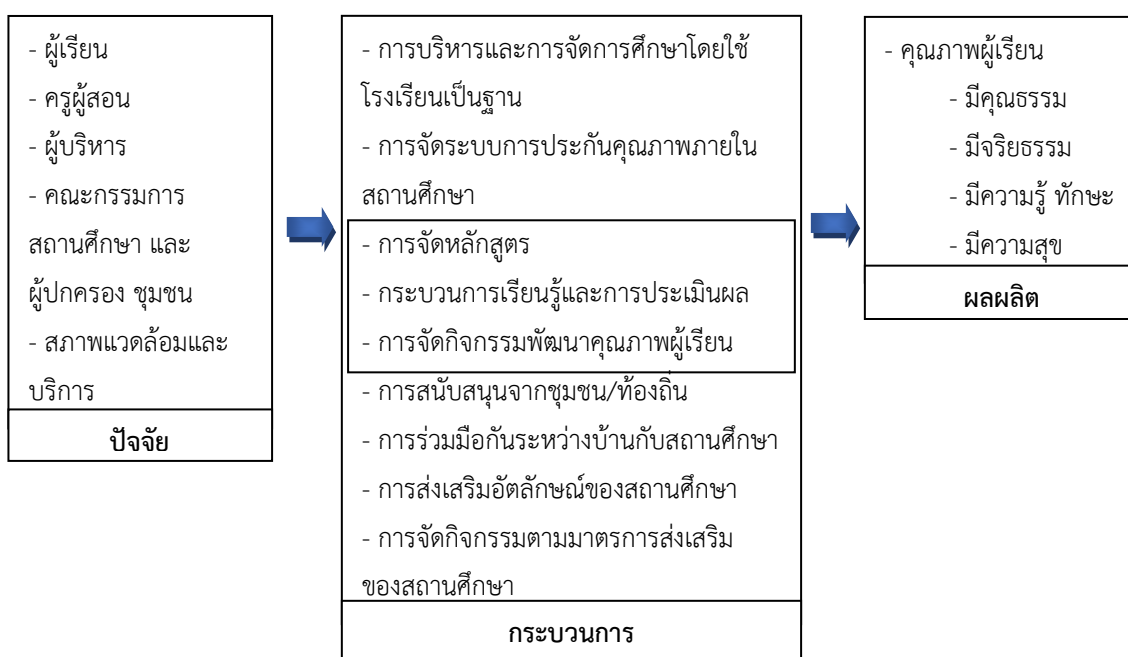 - ผู้เรียน
- ครูผู้สอน
- ผู้บริหาร
- คณะกรรมการ
สถานศึกษา และ
ผู้ปกครอง ชุมชน
- สภาพแวดล้อมและ
บริการ
ปัจจัย
- การบริหารและการจัดการศึกษาโดยใช้
โรงเรียนเป็นฐาน
- การจัดระบบการประกันคุณภาพภายใน
สถานศึกษา
- การจัดหลักสูตร
- กระบวนการเรียนรู้และการประเมินผล
- การจัดกิจกรรมพัฒนาคุณภาพผู้เรียน
- การสนับสนุนจากชุมชน/ท้องถิ่น
- การร่วมมือกันระหว่างบ้านกับสถานศึกษา
- การส่งเสริมอัตลักษณ์ของสถานศึกษา
- การจัดกิจกรรมตามมาตรการส่งเสริม
ของสถานศึกษา
กระบวนการ
- คุณภาพผู้เรียน
- มีคุณธรรม
- มีจริยธรรม
- มีความรู้ ทักษะ
- มีความสุข
ผลผลิต